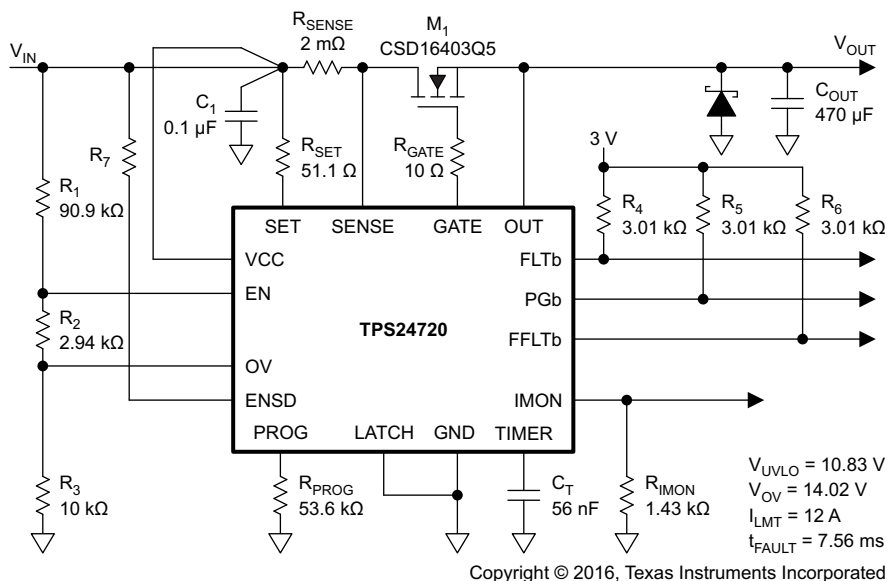 R_SENSE
2 mΩ
M_1
CSD16403Q5
V_IN
V_OUT
C_1
0.1 µF
R_SET
51.1 Ω
R_GATE
10 Ω
C_OUT
470 µF
R_7
3 V
R_1
90.9 kΩ
R_4
3.01 kΩ
R_5
3.01 kΩ
R_6
3.01 kΩ
SET
SENSE
GATE
OUT
VCC
FLTb
EN
PGb
R_2
2.94 kΩ
TPS24720
FFLTb
OV
ENSD
IMON
PROG
LATCH
GND
TIMER
R_3
10 kΩ
R_PROG
53.6 kΩ
C_T
56 nF
R_IMON
1.43 kΩ
V_UVLO = 10.83 V
V_OV = 14.02 V
I_LMT = 12 A
t_FAULT = 7.56 ms
Copyright © 2016, Texas Instruments Incorporated